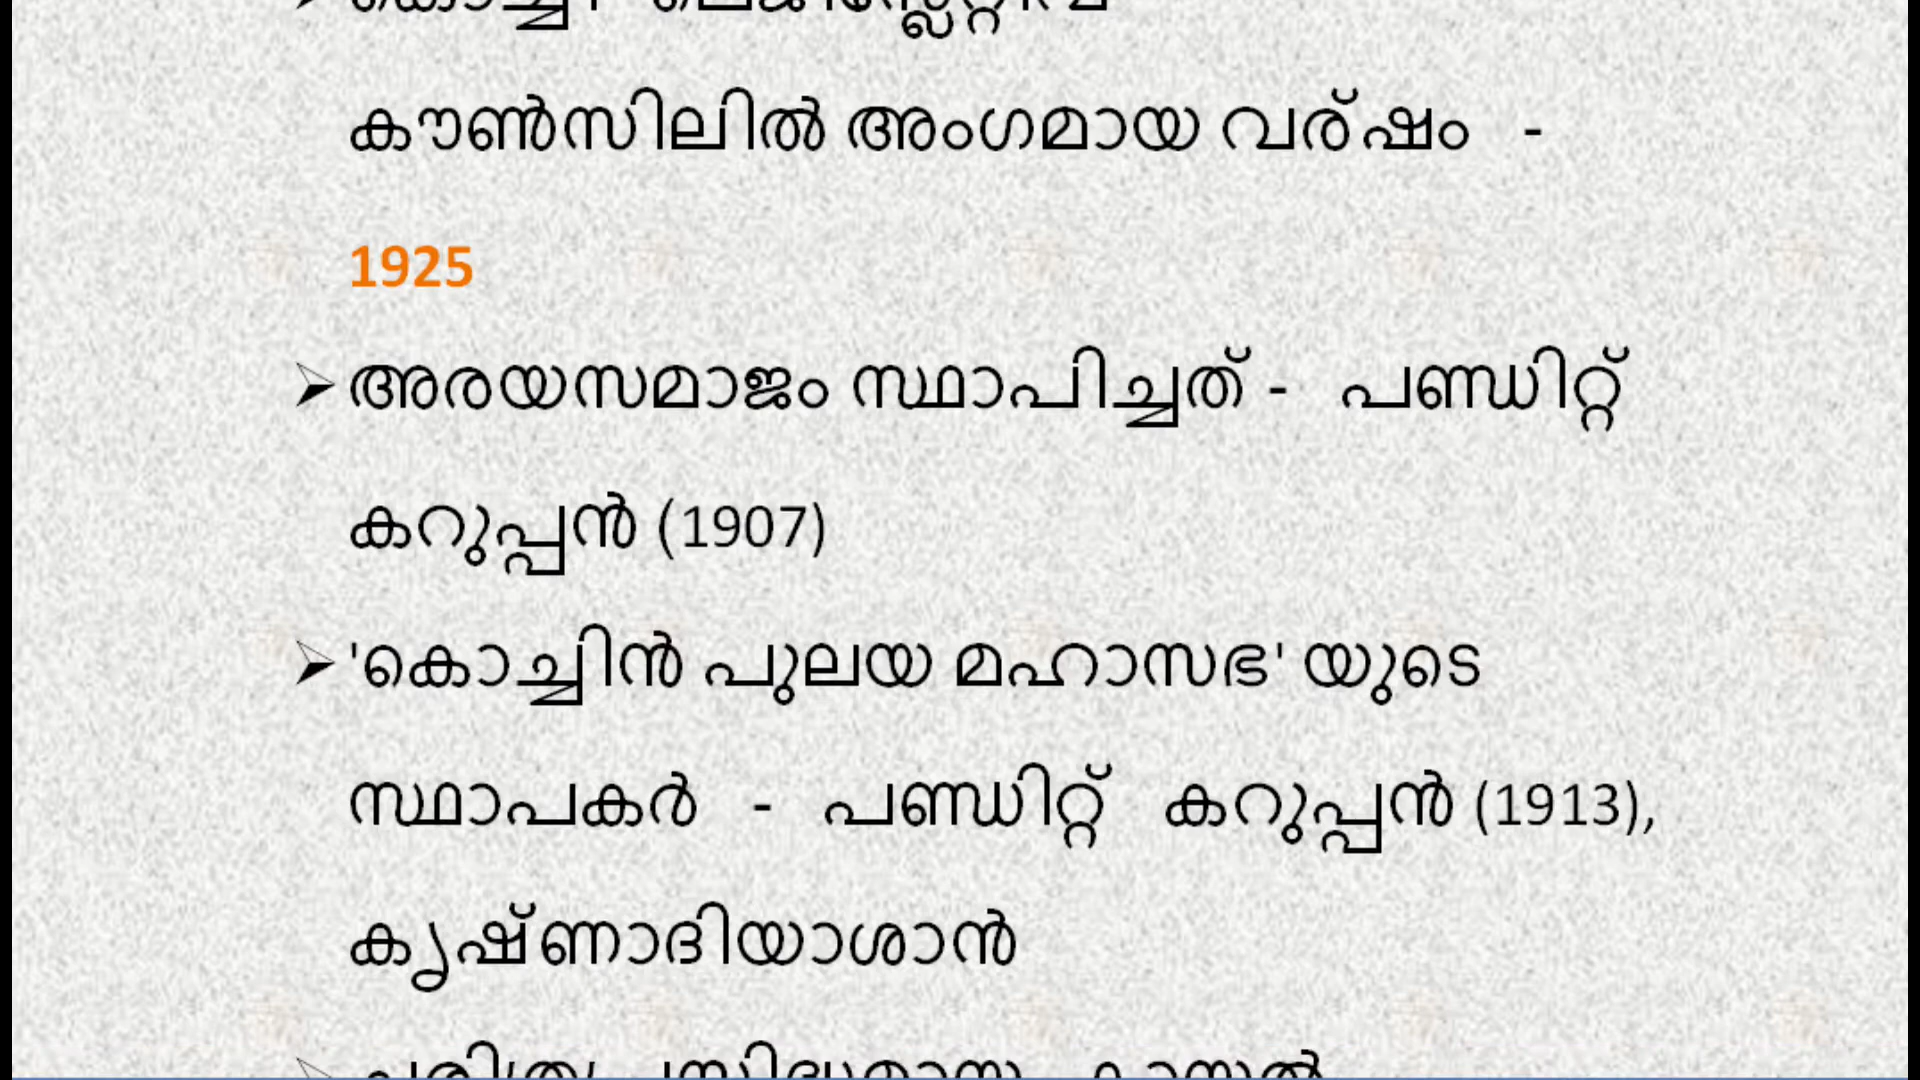 കൊച്ചി ലെജിസ്ലേറ്റീവ്
കൗൺസിലിൽ അംഗമായ വര്ഷം -
1925
➢അരയസമാജം സ്ഥാപിച്ചത് - പണ്ഡിറ്റ്
കറുപ്പൻ (1907)
➢'കൊച്ചിൻ പുലയ മഹാസഭ' യുടെ
സ്ഥാപകർ - പണ്ഡിറ്റ് കറുപ്പൻ (1913),
കൃഷ്ണാദിയാശാൻ